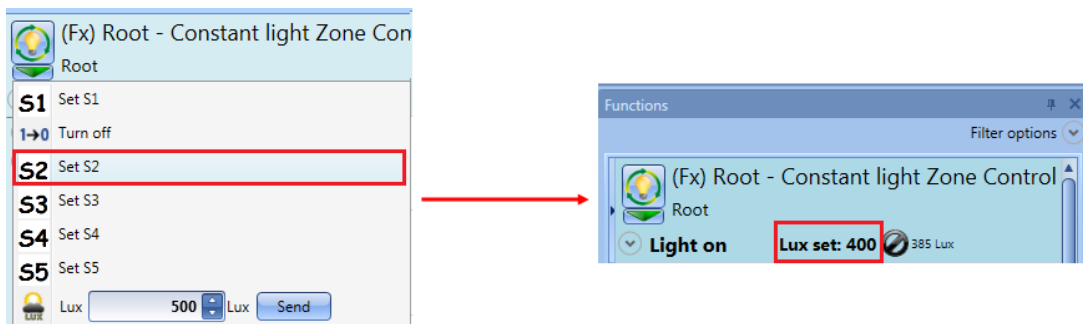 (Fx) Root - Constant light Zone Con
Root
S1 Set S1
1→0 Turn off
S2 Set S2
S3 Set S3
S4 Set S4
S5 Set S5
LUX Lux 500 Lux Send
Functions
Filter options
(Fx) Root - Constant light Zone Control
Root
Light on Lux set: 400 385 Lux